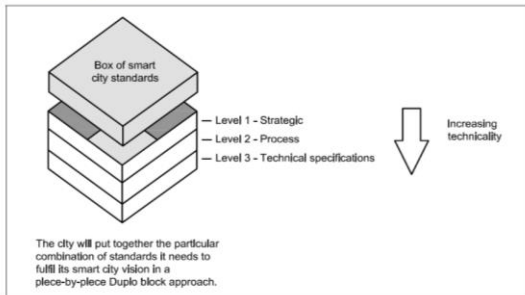 Box of smart
city standards
Level 1 - Strategic
Level 2 - Process
Level 3 - Technical specifications
Increasing
technicality
The city will put together the particular
combination of standards it needs to
fulfil its smart city vision in a
piece-by-piece Duplo block approach.